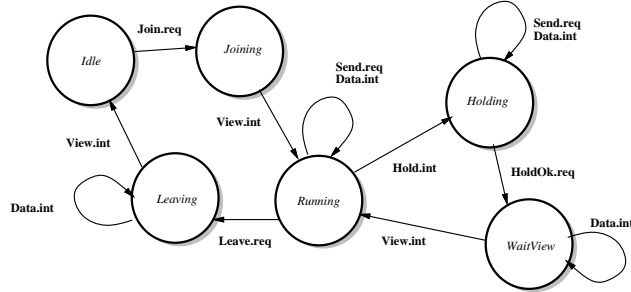 Join.req
Joining
Idle
Send.req
Data.int
Send.req
Data.int
Holding
View.int
View.int
Hold.int
HoldOk.req
Leaving
Running
Data.int
Leave.req
View.int
WaitView
Data.int